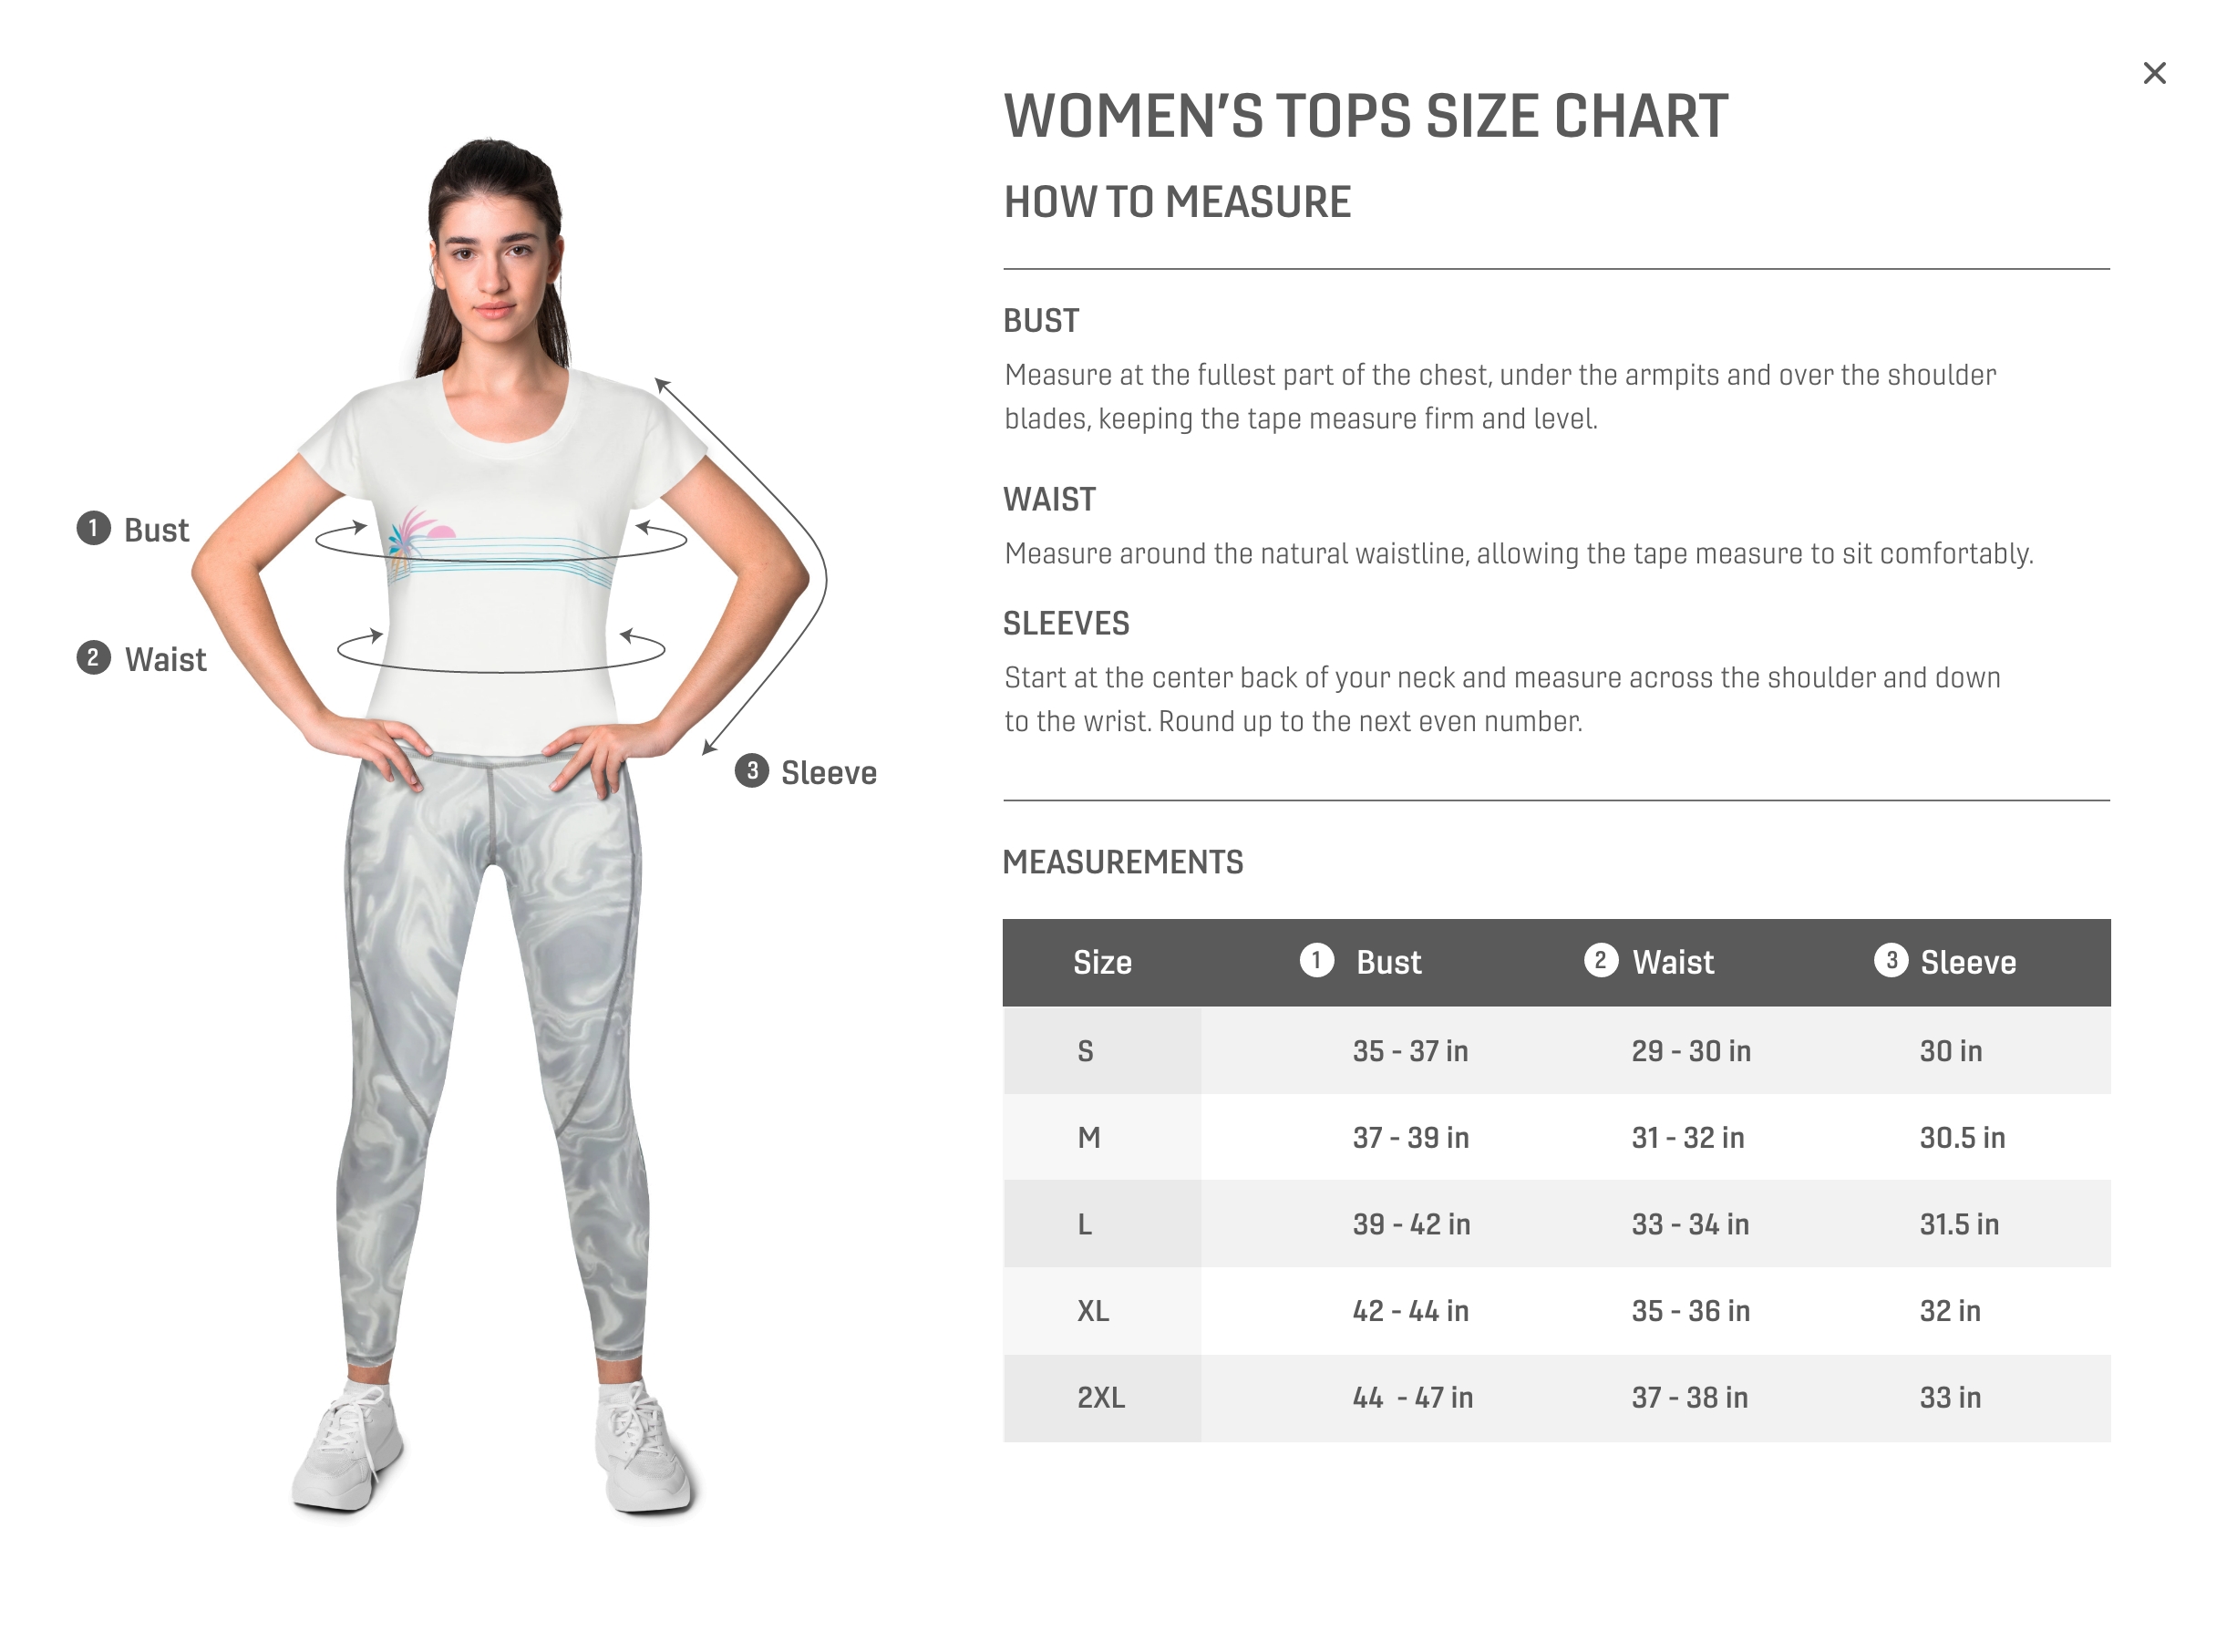 WOMEN’S TOPS SIZE CHART
HOW TO MEASURE
BUST
Measure at the fullest part of the chest, under the armpits and over the shoulder
blades, keeping the tape measure firm and level.
WAIST
Measure around the natural waistline, allowing the tape measure to sit comfortably.
SLEEVES
Start at the center back of your neck and measure across the shoulder and down
to the wrist. Round up to the next even number.
1 Bust
2 Waist
3 Sleeve
MEASUREMENTS
Size 1 Bust 2 Waist 3 Sleeve
S 35 - 37 in 29 - 30 in 30 in
M 37 - 39 in 31 - 32 in 30.5 in
L 39 - 42 in 33 - 34 in 31.5 in
XL 42 - 44 in 35 - 36 in 32 in
2XL 44 - 47 in 37 - 38 in 33 in